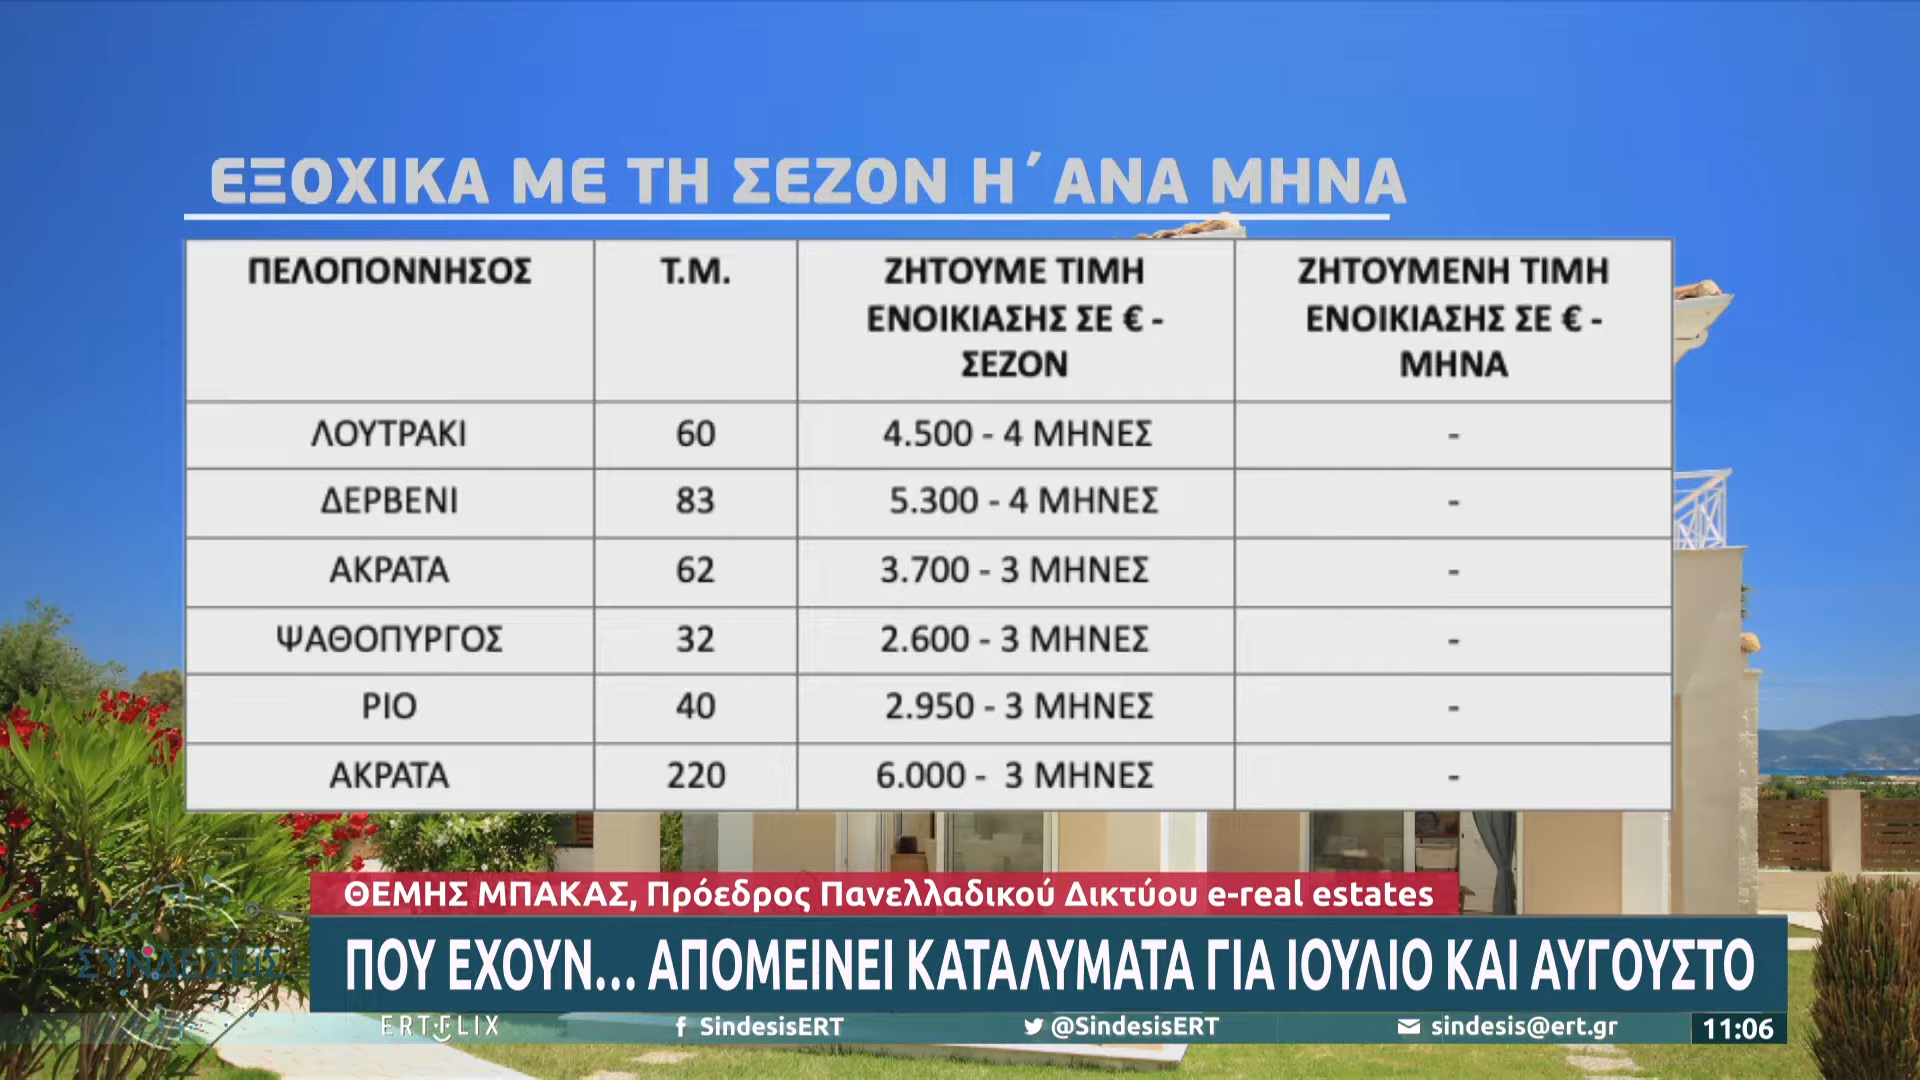 ΕΞΟΧΙΚΑ ΜΕ ΤΗ ΣΕΖΟΝ Η΄ΑΝΑ ΜΗΝΑ
ΠΕΛΟΠΟΝΝΗΣΟΣ Τ.Μ. ΖΗΤΟΥΜΕ ΤΙΜΗ ΕΝΟΙΚΙΑΣΗΣ ΣΕ € - ΣΕΖΟΝ ΖΗΤΟΥΜΕΝΗ ΤΙΜΗ ΕΝΟΙΚΙΑΣΗΣ ΣΕ € - ΜΗΝΑ
ΛΟΥΤΡΑΚΙ 60 4.500 - 4 ΜΗΝΕΣ -
ΔΕΡΒΕΝΙ 83 5.300 - 4 ΜΗΝΕΣ -
ΑΚΡΑΤΑ 62 3.700 - 3 ΜΗΝΕΣ -
ΨΑΘΟΠΥΡΓΟΣ 32 2.600 - 3 ΜΗΝΕΣ -
ΡΙΟ 40 2.950 - 3 ΜΗΝΕΣ -
ΑΚΡΑΤΑ 220 6.000 - 3 ΜΗΝΕΣ -
ΘΕΜΗΣ ΜΠΑΚΑΣ, Πρόεδρος Πανελλαδικού Δικτύου e-real estates
ΣΥΝΔΕΣΕΙΣ
ΠΟΥ ΕΧΟΥΝ... ΑΠΟΜΕΙΝΕΙ ΚΑΤΑΛΥΜΑΤΑ ΓΙΑ ΙΟΥΛΙΟ ΚΑΙ ΑΥΓΟΥΣΤΟ
ERTFLIX SindesisERT @SindesisERT sindesis@ert.gr 11:06